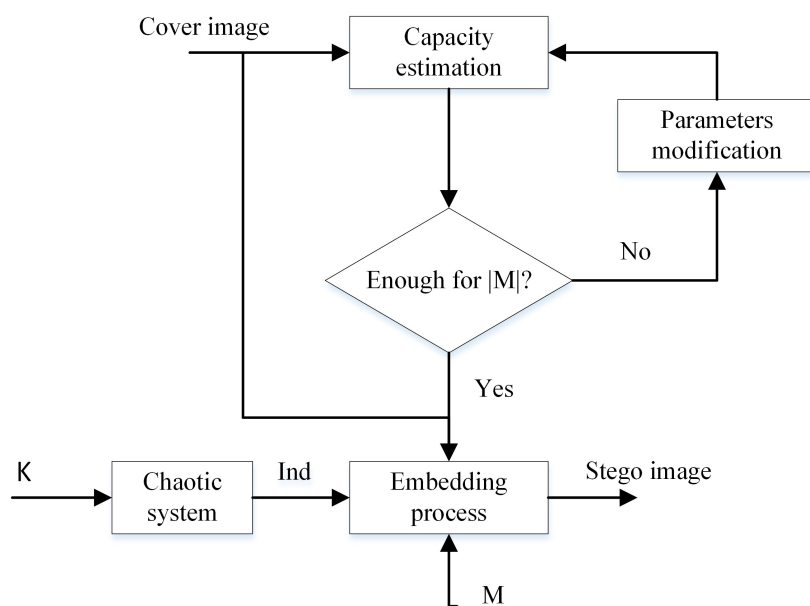 Cover image
Capacity
estimation
Parameters
modification
No
Enough for |M|?
Yes
K
Chaotic
system
Ind
Embedding
process
Stego image
M